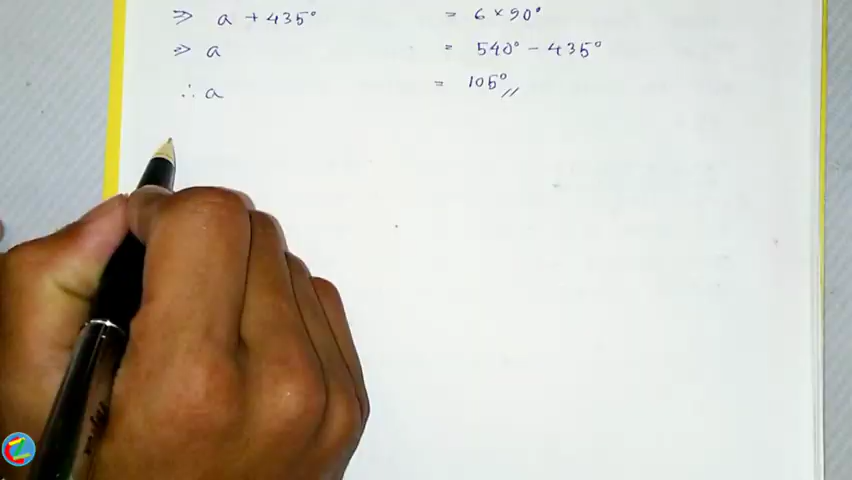 ⇒ a + 435° = 6 × 90°
⇒ a = 540° - 435°
∴ a = 105°//